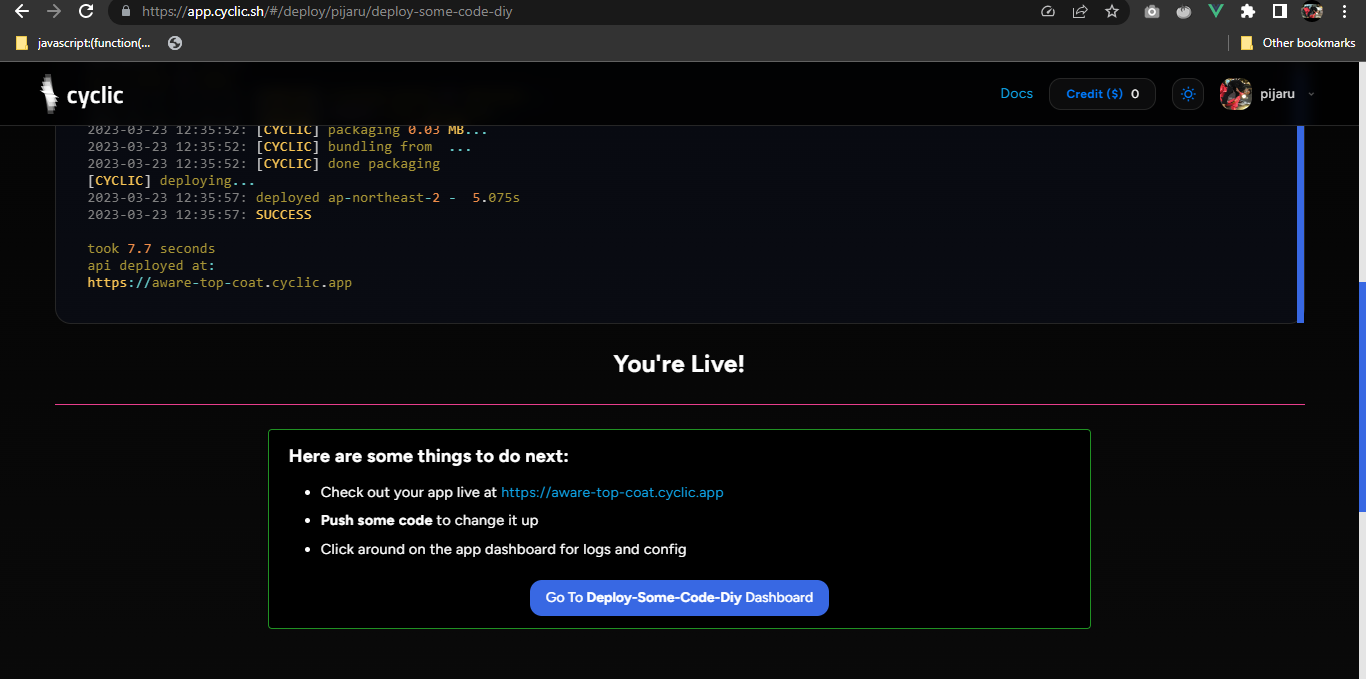 https://app.cyclic.sh/#/deploy/pijaru/deploy-some-code-diy
javascript:(function(...
Other bookmarks
cyclic
Docs
Credit ($) 0
pijaru
2023-03-23 12:35:52: [CYCLIC] packaging 0.03 MB...
2023-03-23 12:35:52: [CYCLIC] bundling from ...
2023-03-23 12:35:52: [CYCLIC] done packaging
[CYCLIC] deploying...
2023-03-23 12:35:57: deployed ap-northeast-2 - 5.075s
2023-03-23 12:35:57: SUCCESS
took 7.7 seconds
api deployed at:
https://aware-top-coat.cyclic.app
You're Live!
Here are some things to do next:
• Check out your app live at https://aware-top-coat.cyclic.app
• Push some code to change it up
• Click around on the app dashboard for logs and config
Go To Deploy-Some-Code-Diy Dashboard